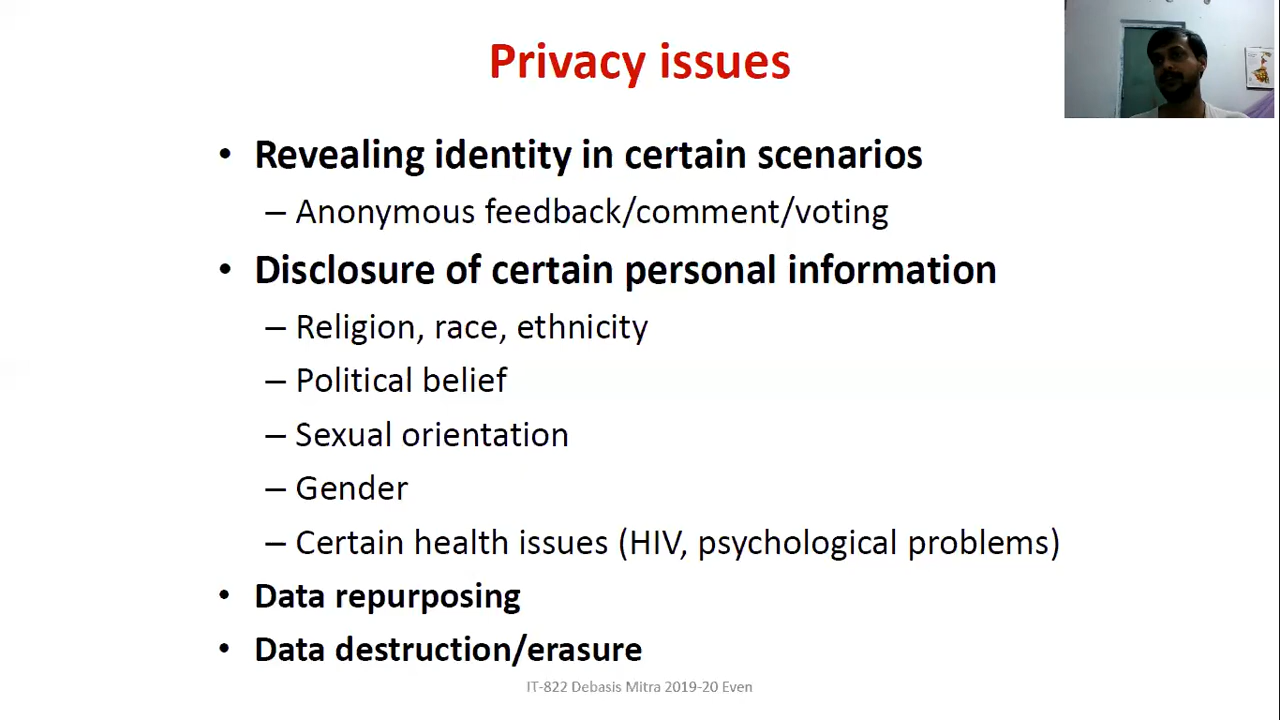 Privacy issues
• Revealing identity in certain scenarios
– Anonymous feedback/comment/voting
• Disclosure of certain personal information
– Religion, race, ethnicity
– Political belief
– Sexual orientation
– Gender
– Certain health issues (HIV, psychological problems)
• Data repurposing
• Data destruction/erasure
IT-822 Debasis Mitra 2019-20 Even